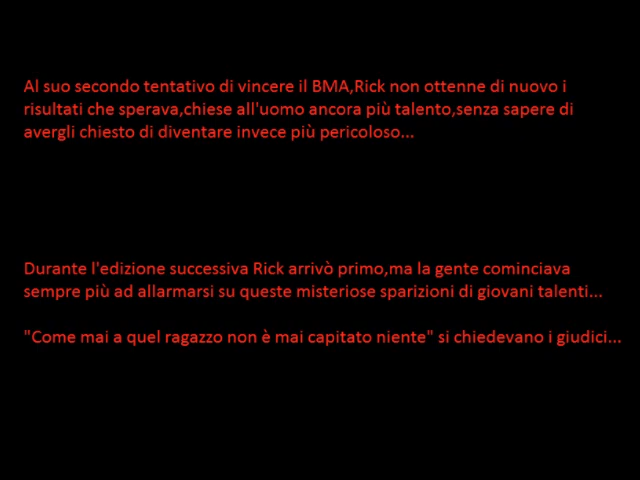 Al suo secondo tentativo di vincere il BMA,Rick non ottenne di nuovo i
risultati che sperava,chiese all'uomo ancora più talento,senza sapere di
avergli chiesto di diventare invece più pericoloso...
Durante l'edizione successiva Rick arrivò primo,ma la gente cominciava
sempre più ad allarmarsi su queste misteriose sparizioni di giovani talenti...
"Come mai a quel ragazzo non è mai capitato niente" si chiedevano i giudici...